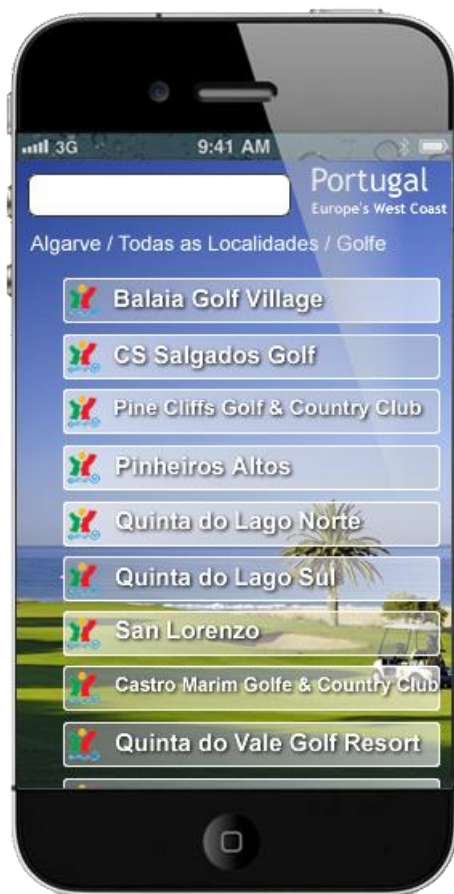 3G 9:41 AM
Portugal
Europe's West Coast
Algarve / Todas as Localidades / Golfe
Balaia Golf Village
CS Salgados Golf
Pine Cliffs Golf & Country Club
Pinheiros Altos
Quinta do Lago Norte
Quinta do Lago Sul
San Lorenzo
Castro Marim Golfe & Country Club
Quinta do Vale Golf Resort